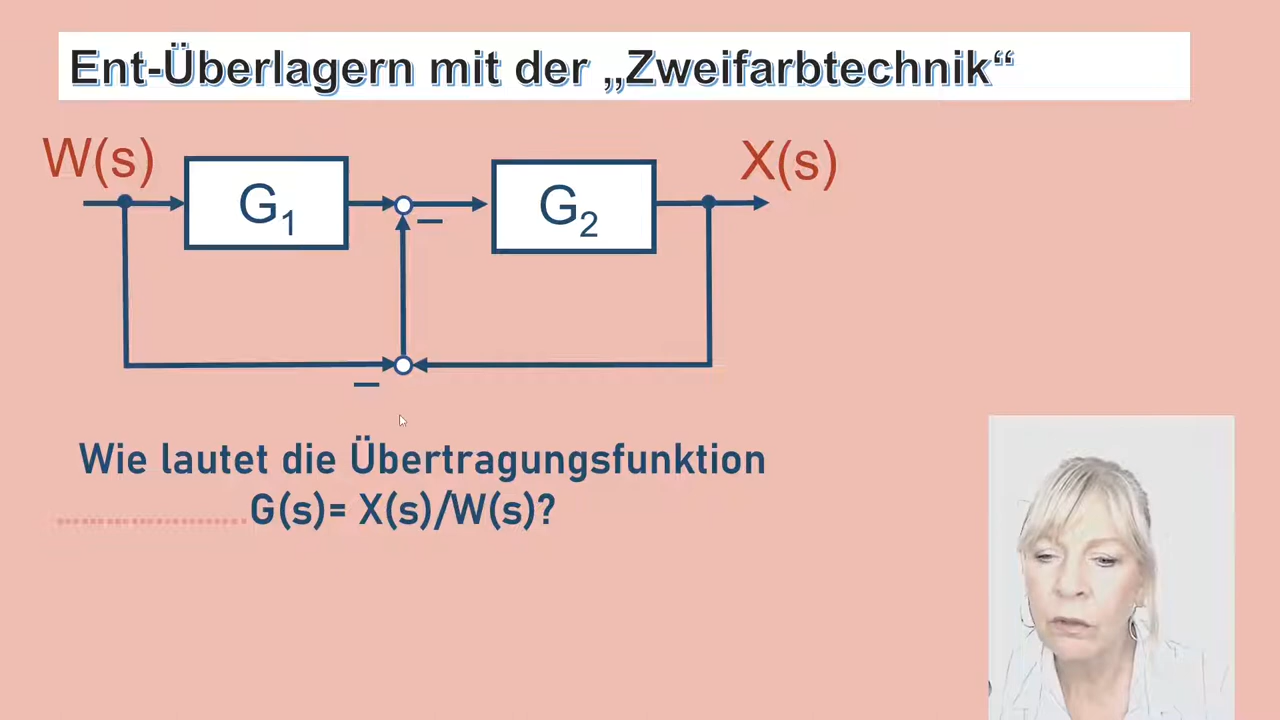 Ent-Überlagern mit der „Zweifarbtechnik“
W(s)
X(s)
G₁
G₂
–
–
Wie lautet die Übertragungsfunktion
G(s)= X(s)/W(s)?